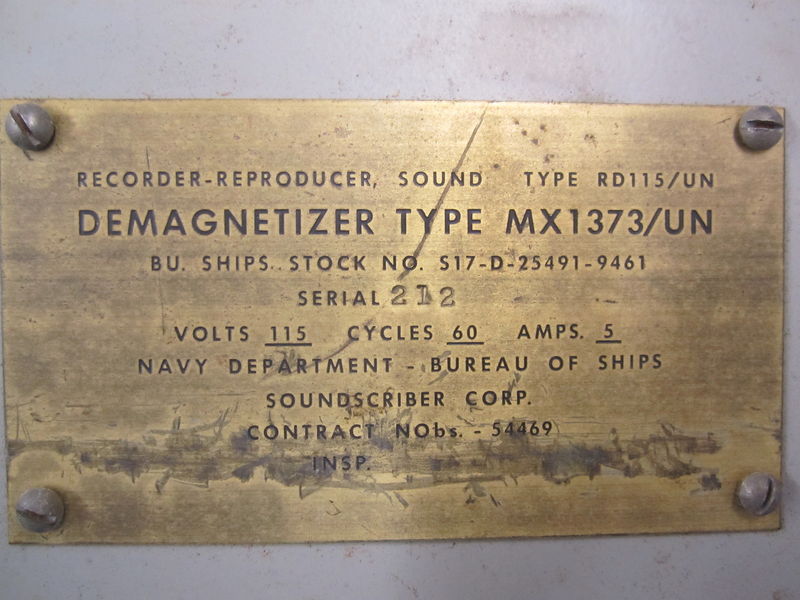 RECORDER-REPRODUCER, SOUND TYPE RD115/UN
DEMAGNETIZER TYPE MX1373/UN
BU. SHIPS. STOCK NO. S17-D-25491-9461
SERIAL 212
VOLTS 115 CYCLES 60 AMPS. 5
NAVY DEPARTMENT - BUREAU OF SHIPS
SOUNDSCRIBER CORP.
CONTRACT NObs. - 54469
INSP.